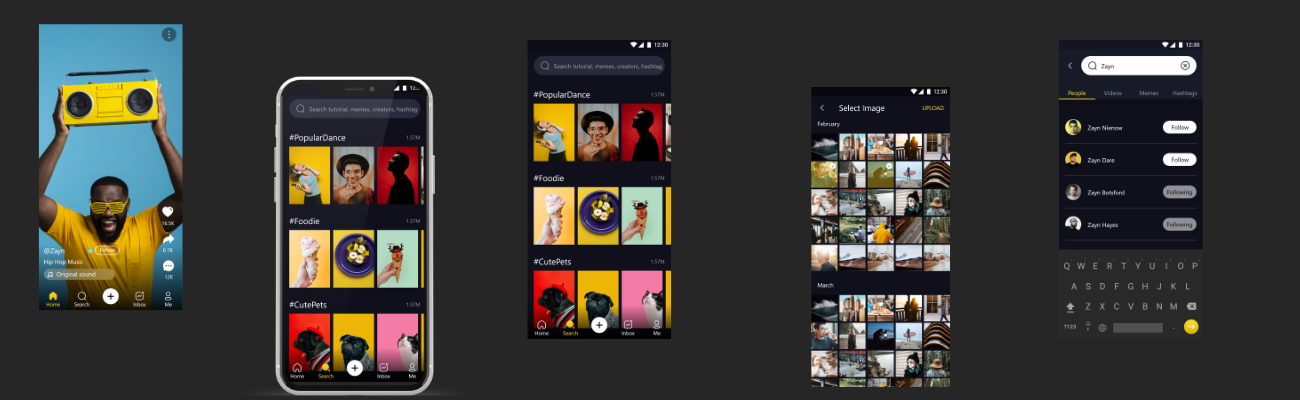 16.5K
6.1K
@Zayn
Follow
Hip Hop Music
Original sound
12K
Home
Search
Inbox
Me
12:..
Search tutorial, memes, creators, hashtag
#PopularDance
1.57M
#Foodie
1.57M
#CutePets
Home
Search
Inbox
Me
12:30
Search tutorial, memes, creators, hashtag
#PopularDance
1.57M
#Foodie
1.57M
#CutePets
1.57M
Home
Search
Inbox
Me
12:30
Select Image
UPLOAD
February
March
12:30
Zayn
People
Videos
Memes
Hashtags
Zayn Nienow
Follow
Zayn Dare
Follow
Zayn Botsford
Following
Zayn Hayes
Following
Q W E R T Y U I O P
A S D F G H J K L
Z X C V B N M
?123